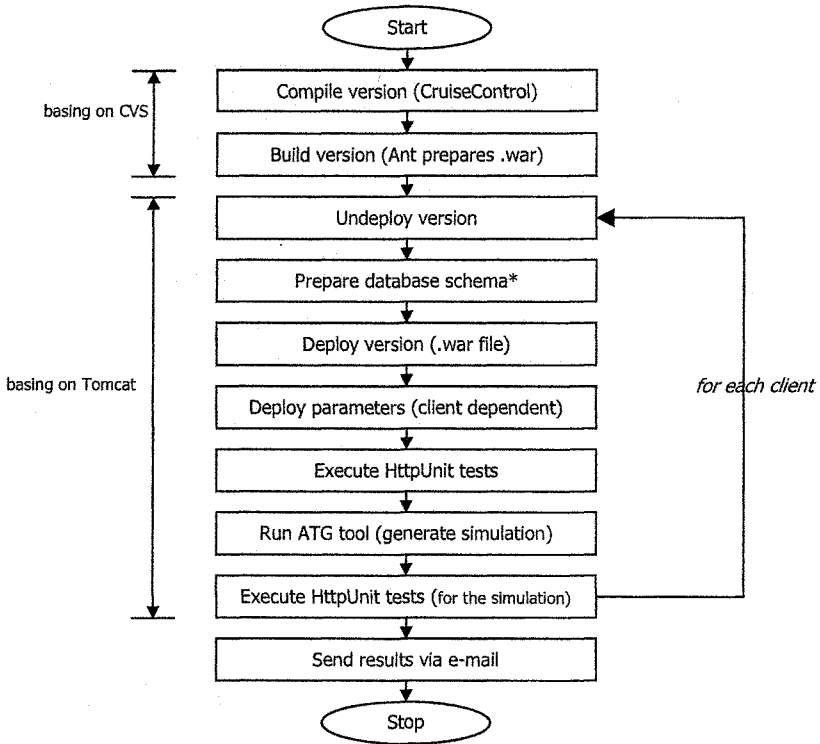 Start
Compile version (CruiseControl)
basing on CVS
Build version (Ant prepares .war)
Undeploy version
Prepare database schema*
Deploy version (.war file)
basing on Tomcat
for each client
Deploy parameters (client dependent)
Execute HttpUnit tests
Run ATG tool (generate simulation)
Execute HttpUnit tests (for the simulation)
Send results via e-mail
Stop